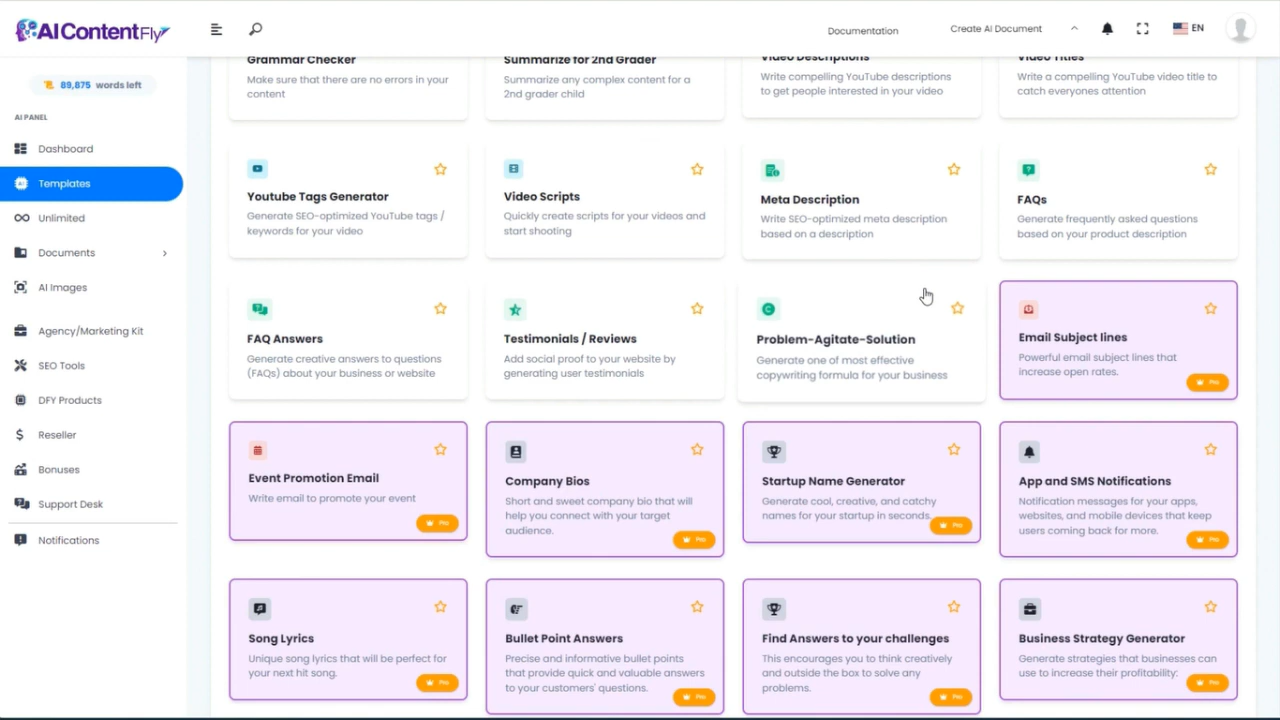 AI ContentFly
Documentation
Create AI Document
EN
89,875 words left
AI PANEL
Dashboard
Templates
Unlimited
Documents
AI Images
Agency/Marketing Kit
SEO Tools
DFY Products
Reseller
Bonuses
Support Desk
Notifications
Grammar Checker
Make sure that there are no errors in your
content
Summarize for 2nd Grader
Summarize any complex content for a
2nd grader child
Video Descriptions
Write compelling YouTube descriptions
to get people interested in your video
Video Titles
Write a compelling YouTube video title to
catch everyones attention
Youtube Tags Generator
Generate SEO-optimized YouTube tags /
keywords for your video
Video Scripts
Quickly create scripts for your videos and
start shooting
Meta Description
Write SEO-optimized meta description
based on a description
FAQs
Generate frequently asked questions
based on your product description
FAQ Answers
Generate creative answers to questions
(FAQs) about your business or website
Testimonials / Reviews
Add social proof to your website by
generating user testimonials
Problem-Agitate-Solution
Generate one of most effective
copywriting formula for your business
Email Subject lines
Powerful email subject lines that
increase open rates.
Pro
Event Promotion Email
Write email to promote your event
Pro
Company Bios
Short and sweet company bio that will
help you connect with your target
audience.
Pro
Startup Name Generator
Generate cool, creative, and catchy
names for your startup in seconds.
Pro
App and SMS Notifications
Notification messages for your apps,
websites, and mobile devices that keep
users coming back for more.
Pro
Song Lyrics
Unique song lyrics that will be perfect for
your next hit song.
Pro
Bullet Point Answers
Precise and informative bullet points
that provide quick and valuable answers
to your customers' questions.
Pro
Find Answers to your challenges
This encourages you to think creatively
and outside the box to solve any
problems.
Pro
Business Strategy Generator
Generate strategies that businesses can
use to increase their profitability.
Pro